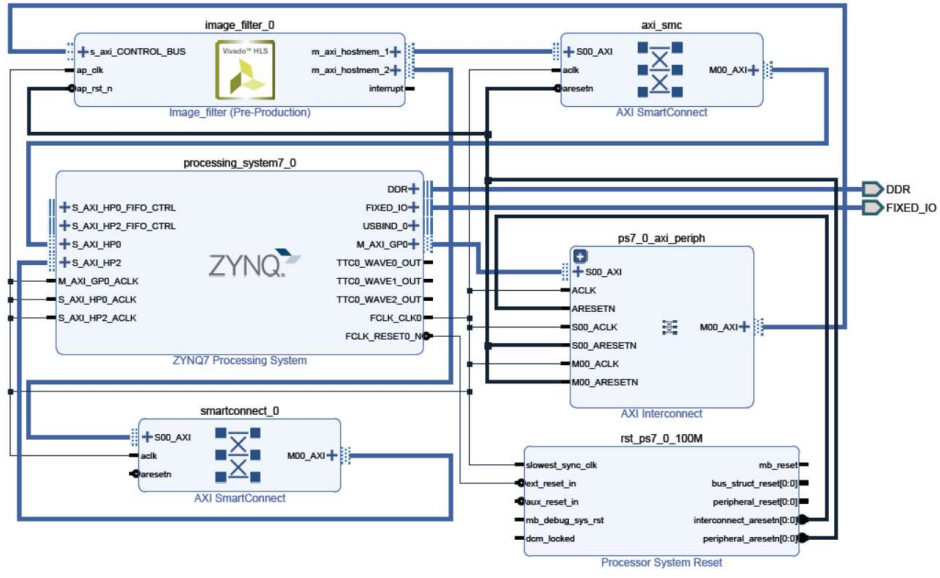 image_filter_0
s_axi_CONTROL_BUS
ap_clk
ap_rst_n
Vivado™ HLS
m_axi_hostmem_1
m_axi_hostmem_2
interrupt
Image_filter (Pre-Production)
axi_smc
S00_AXI
aclk
aresetn
M00_AXI
AXI SmartConnect
processing_system7_0
S_AXI_HP0_FIFO_CTRL
S_AXI_HP2_FIFO_CTRL
S_AXI_HP0
S_AXI_HP2
M_AXI_GP0_ACLK
S_AXI_HP0_ACLK
S_AXI_HP2_ACLK
ZYNQ
DDR
FIXED_IO
USBIND_0
M_AXI_GP0
TTC0_WAVE0_OUT
TTC0_WAVE1_OUT
TTC0_WAVE2_OUT
FCLK_CLK0
FCLK_RESET0_N
ZYNQ7 Processing System
DDR
FIXED_IO
ps7_0_axi_periph
S00_AXI
ACLK
ARESETN
S00_ACLK
S00_ARESETN
M00_ACLK
M00_ARESETN
M00_AXI
AXI Interconnect
smartconnect_0
S00_AXI
aclk
aresetn
M00_AXI
AXI SmartConnect
rst_ps7_0_100M
slowest_sync_clk
ext_reset_in
aux_reset_in
mb_debug_sys_rst
dcm_locked
mb_reset
bus_struct_reset[0:0]
peripheral_reset[0:0]
interconnect_aresetn[0:0]
peripheral_aresetn[0:0]
Processor System Reset